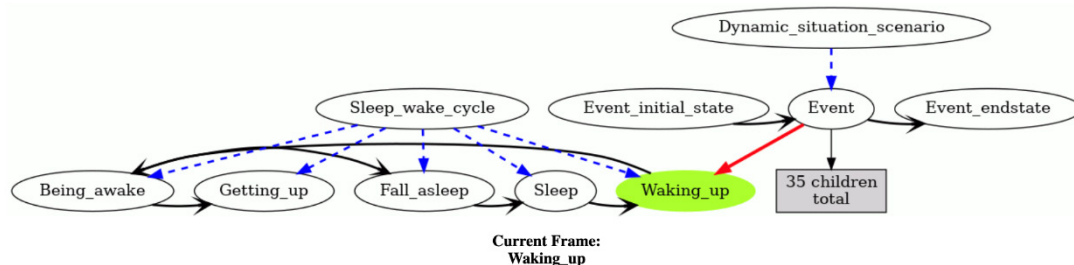 Dynamic_situation_scenario
Sleep_wake_cycle
Event_initial_state
Event
Event_endstate
Being_awake
Getting_up
Fall_asleep
Sleep
Waking_up
35 children
total
Current Frame:
Waking_up